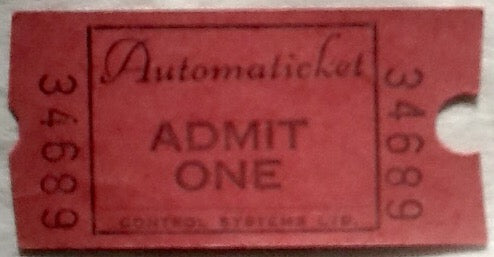 34689
Automaticket
ADMIT
ONE
CONTROL SYSTEMS LTD.
34689